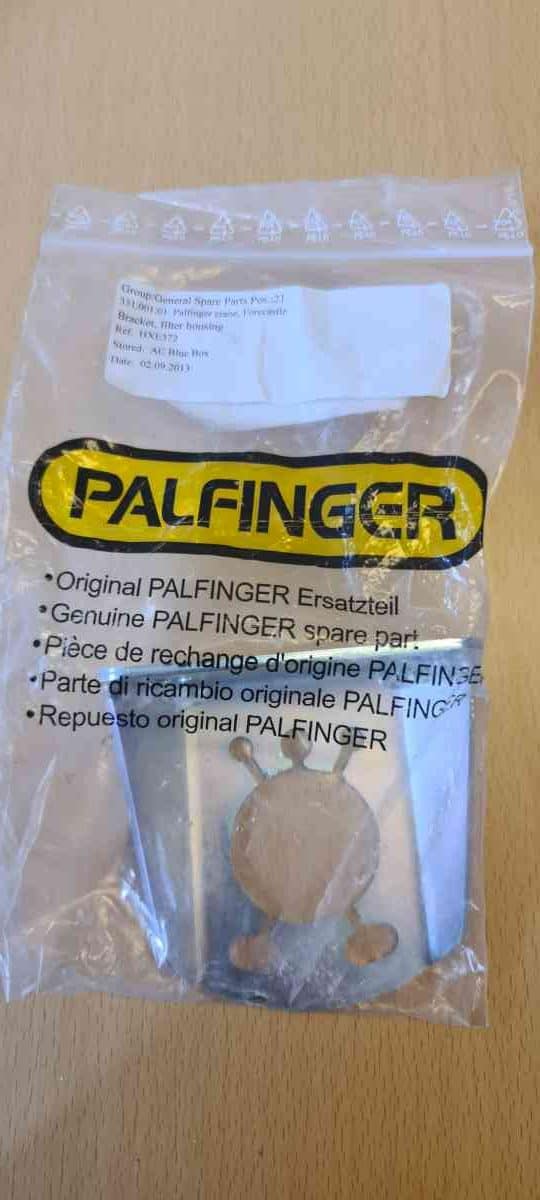 Group:General Spare Parts Pos.:21
331.001.01 Palfinger crane, Forecastle
Bracket, filter housing
Ref: HXE372
Stored: AC Blue Box
Date: 02.09.2013
PALFINGER
•Original PALFINGER Ersatzteil
•Genuine PALFINGER spare part
•Pièce de rechange d'origine PALFINGER
•Parte di ricambio originale PALFINGER
•Repuesto original PALFINGER